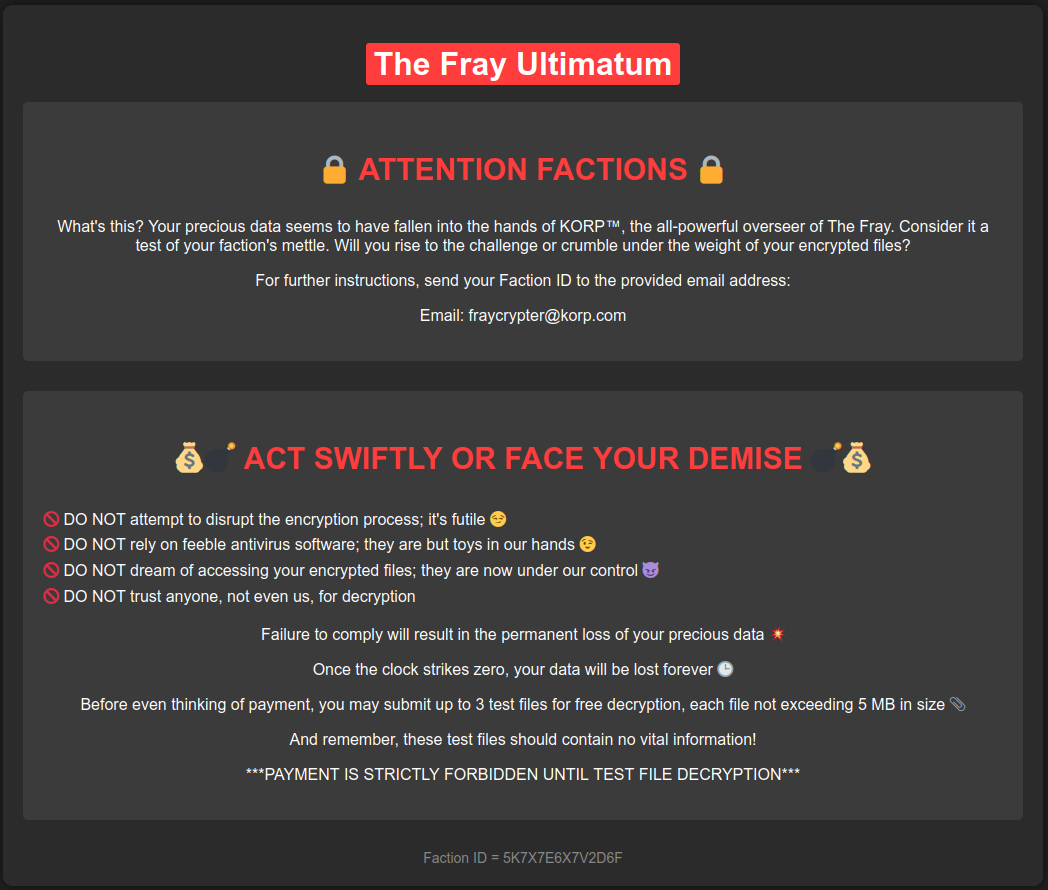 The Fray Ultimatum
🔒 ATTENTION FACTIONS 🔒
What's this? Your precious data seems to have fallen into the hands of KORP™, the all-powerful overseer of The Fray. Consider it a
test of your faction's mettle. Will you rise to the challenge or crumble under the weight of your encrypted files?
For further instructions, send your Faction ID to the provided email address:
Email: fraycrypter@korp.com
💰💣 ACT SWIFTLY OR FACE YOUR DEMISE 💣💰
🚫 DO NOT attempt to disrupt the encryption process; it's futile 😏
🚫 DO NOT rely on feeble antivirus software; they are but toys in our hands 😉
🚫 DO NOT dream of accessing your encrypted files; they are now under our control 😈
🚫 DO NOT trust anyone, not even us, for decryption
Failure to comply will result in the permanent loss of your precious data 💥
Once the clock strikes zero, your data will be lost forever 🕒
Before even thinking of payment, you may submit up to 3 test files for free decryption, each file not exceeding 5 MB in size 📎
And remember, these test files should contain no vital information!
***PAYMENT IS STRICTLY FORBIDDEN UNTIL TEST FILE DECRYPTION***
Faction ID = 5K7X7E6X7V2D6F